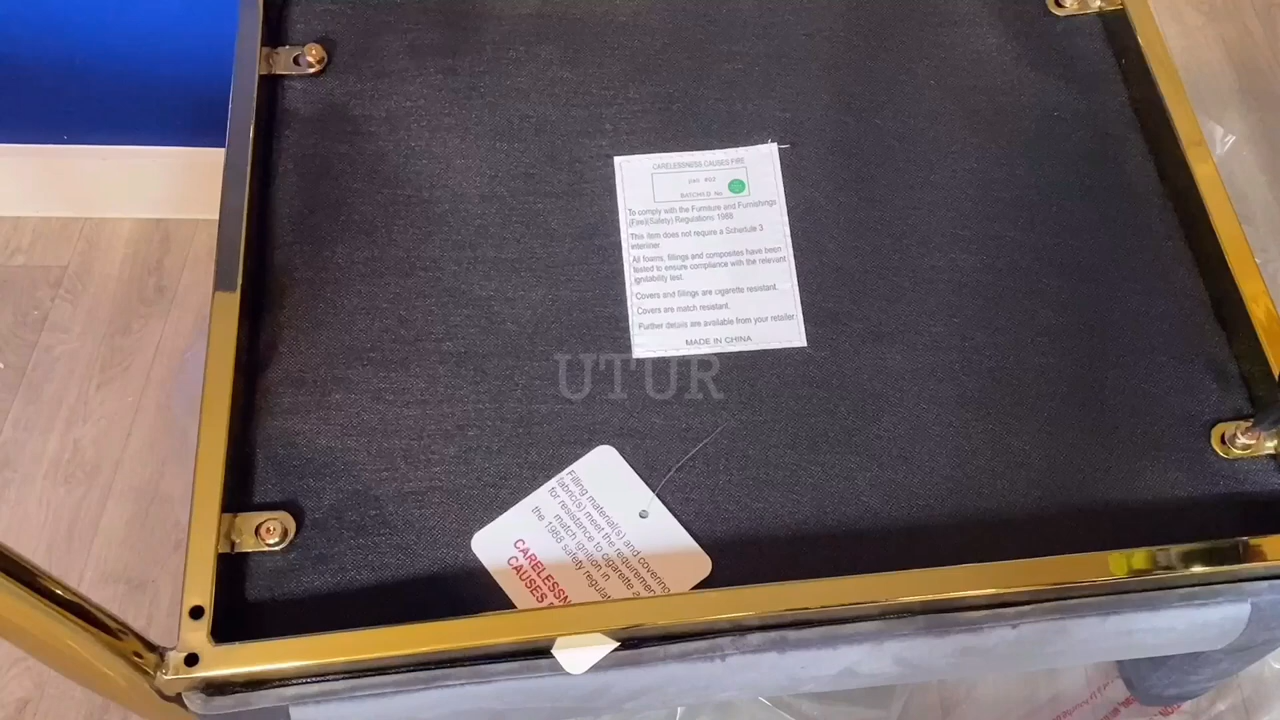 CARELESSNESS CAUSES FIRE
BATCH/I.D No
To comply with the Furniture and Furnishings
(Fire)(Safety) Regulations 1988
This item does not require a Schedule 3
interliner
All foams, fillings and composites have been
tested to ensure compliance with the relevant
ignitability test.
Covers and fillings are cigarette resistant.
Covers are match resistant.
Further details are available from your retailer
MADE IN CHINA
UTUR
Filling material(s) and covering
fabric(s) meet the requiremen
for resistance to cigarette a
match ignition in
the 1988 safety regulat
CARELESSN
CAUSES